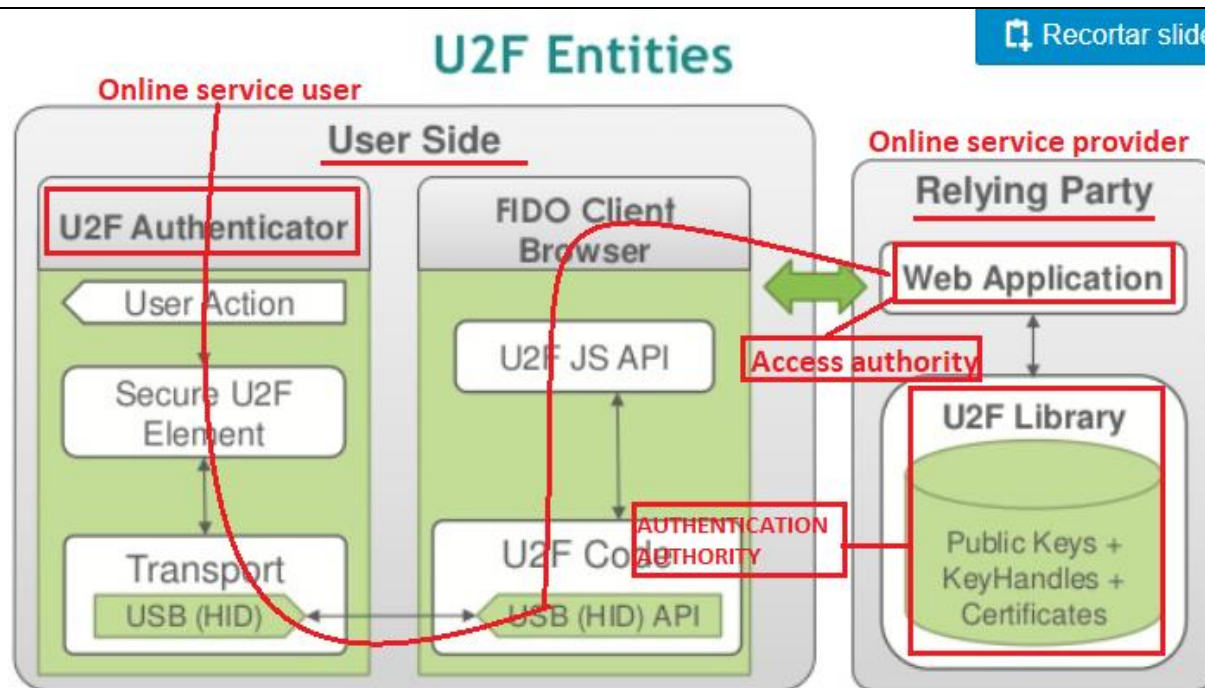 U2F Entities
Recortar slide
Online service user
User Side
Online service provider
Relying Party
U2F Authenticator
User Action
Secure U2F
Element
Transport
USB (HID)
FIDO Client
Browser
U2F JS API
U2F Code
USB (HID) API
Web Application
Access authority
AUTHENTICATION
AUTHORITY
U2F Library
Public Keys +
KeyHandles +
Certificates